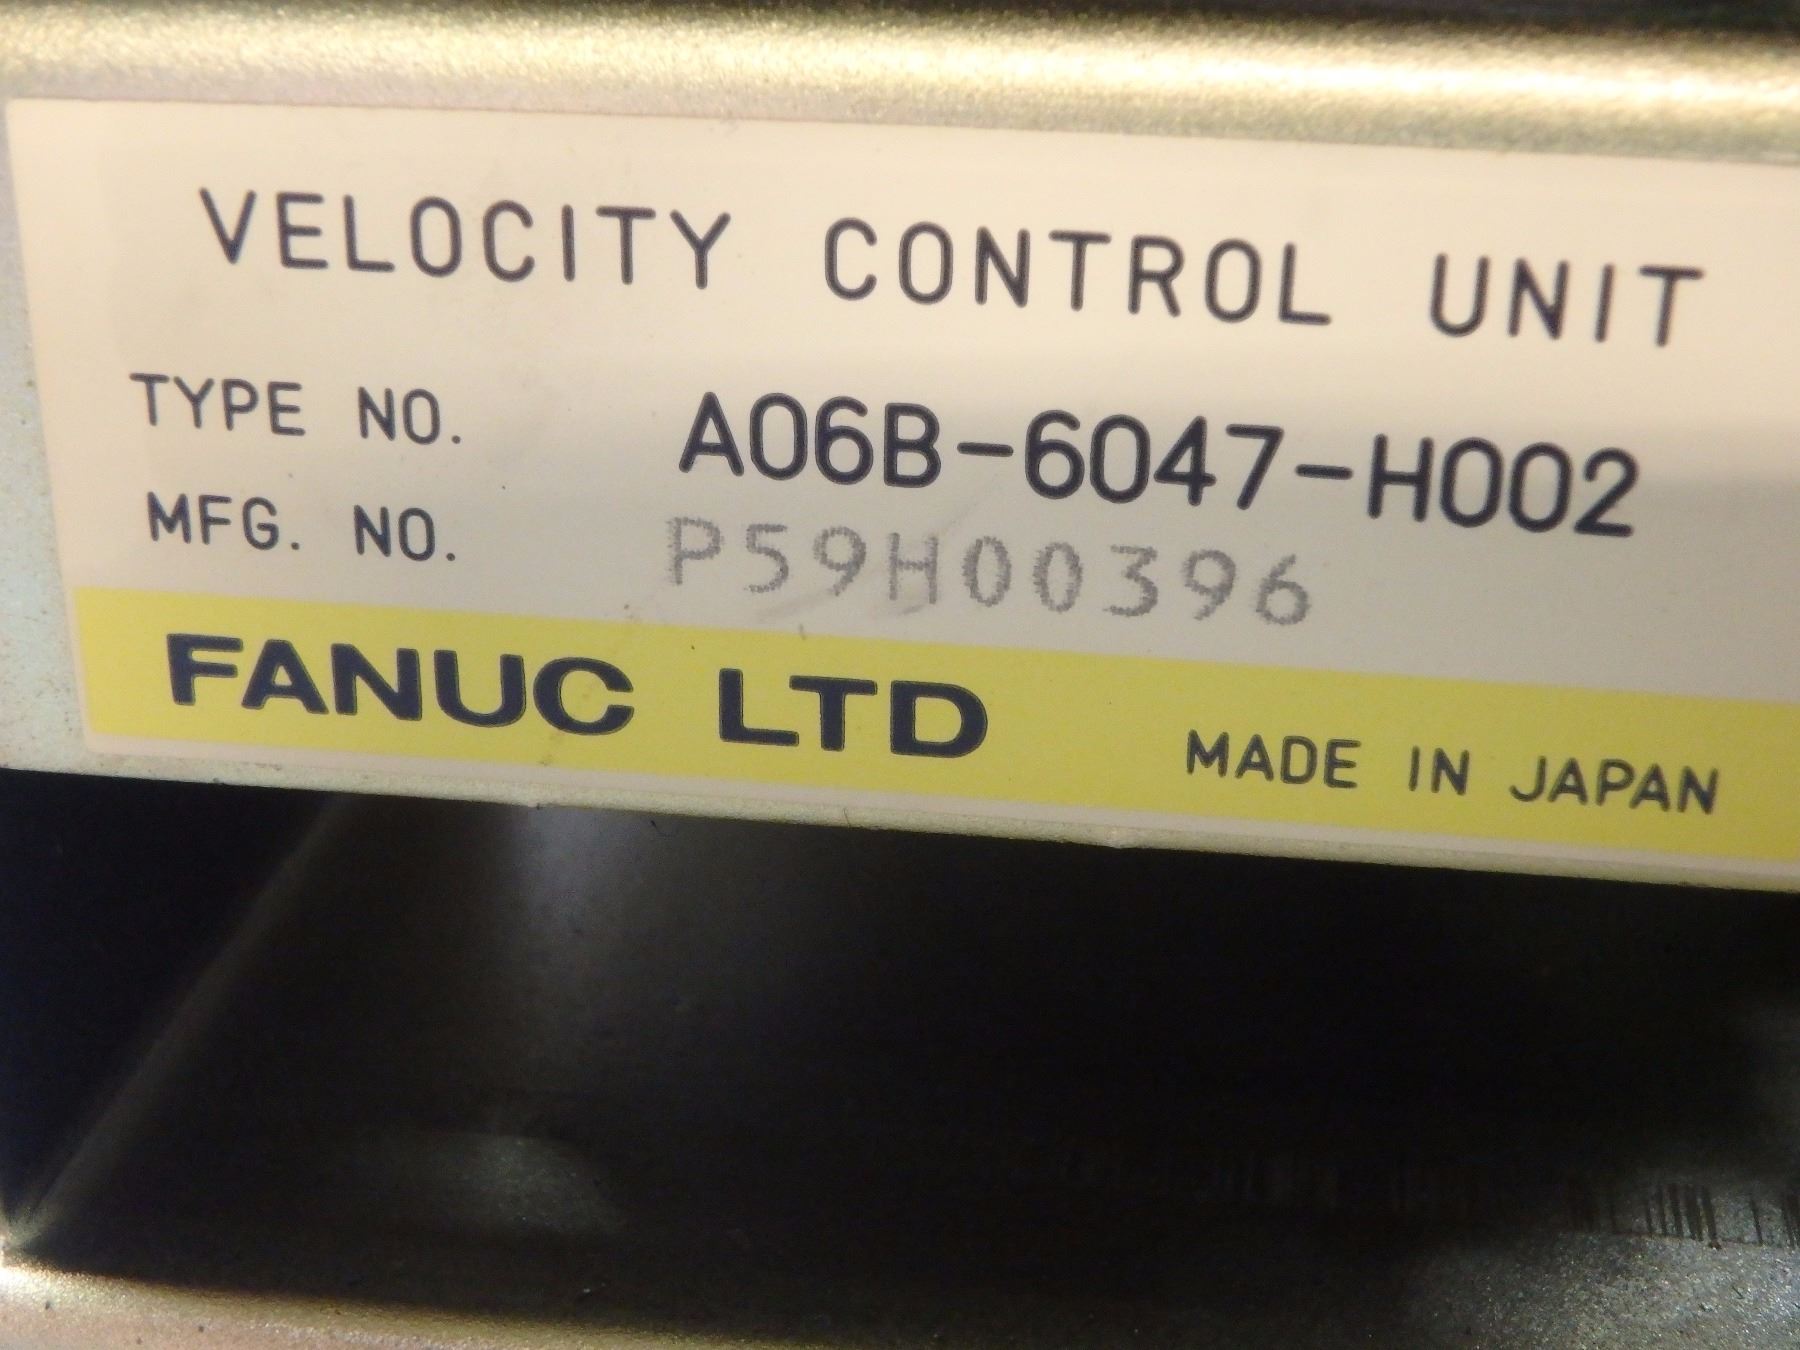 VELOCITY CONTROL UNIT
TYPE NO. A06B-6047-H002
MFG. NO. P59H00396
FANUC LTD MADE IN JAPAN